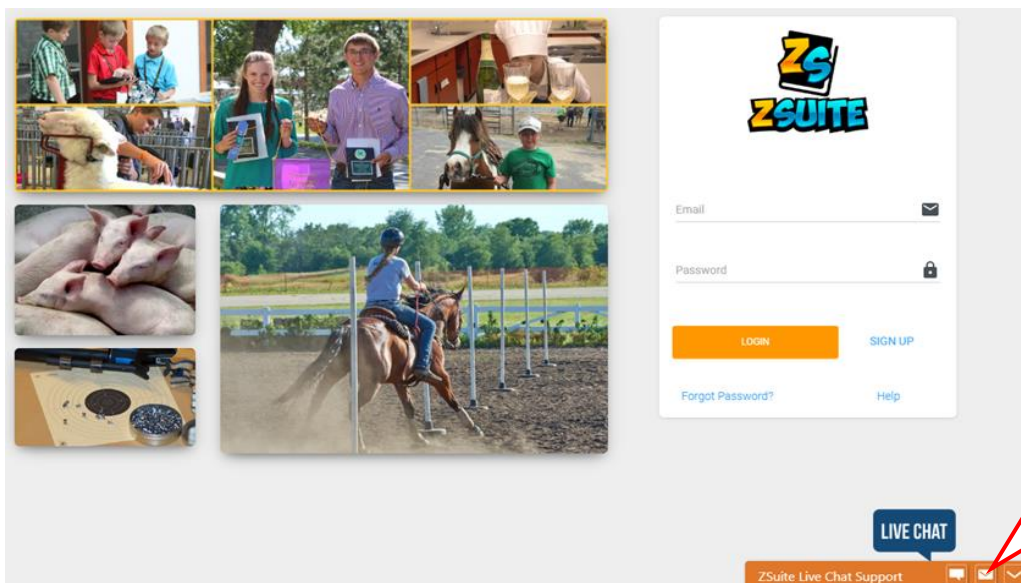 ZS
ZSUITE
Email
Password
LOGIN
SIGN UP
Forgot Password?
Help
LIVE CHAT
ZSuite Live Chat Support